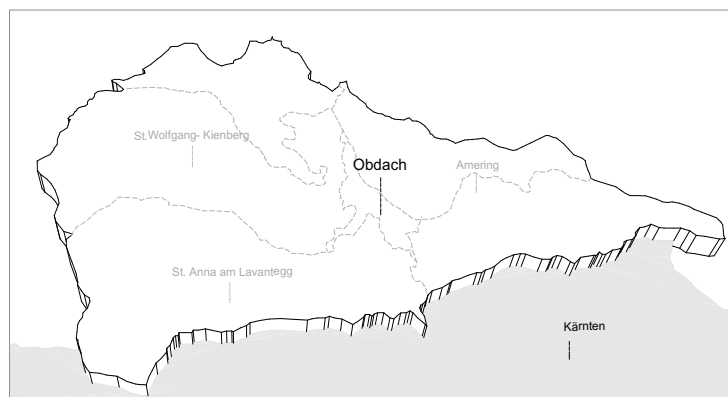 St.Wolfgang- Kienberg
Obdach
Amering
St. Anna am Lavantegg
Kärnten